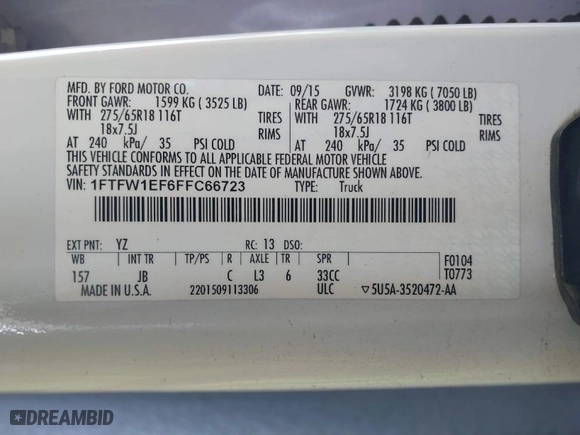 MFD. BY FORD MOTOR CO. DATE: 09/15 GVWR: 3198 KG ( 7050 LB)
FRONT GAWR: 1599 KG ( 3525 LB) REAR GAWR: 1724 KG ( 3800 LB)
WITH 275/65R18 116T TIRES WITH 275/65R18 116T TIRES
18x7.5J RIMS 18x7.5J RIMS
AT 240 kPa/ 35 PSI COLD AT 240 kPa/ 35 PSI COLD
THIS VEHICLE CONFORMS TO ALL APPLICABLE FEDERAL MOTOR VEHICLE
SAFETY STANDARDS IN EFFECT ON THE DATE OF MANUFACTURE SHOWN ABOVE.
VIN: 1FTFW1EF6FFC66723 TYPE: Truck
EXT PNT: YZ RC: 13 DSO:
WB INT TR TP/PS R AXLE TR SPR F0104
157 JB C L3 6 33CC T0773
MADE IN U.S.A. 2201509113306 ULC ▽5U5A-3520472-AA
DREAMBID